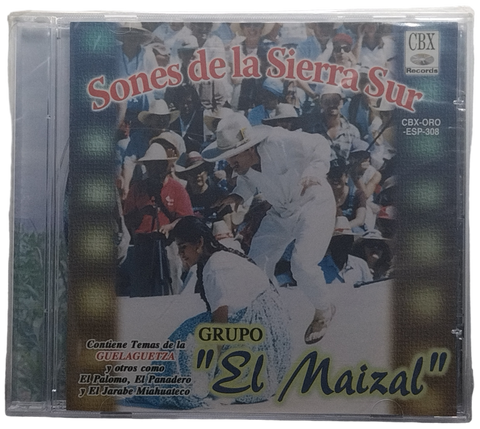 Sones de la Sierra Sur
CBX
Records
CBX-ORO
-ESP-308
Contiene Temas de la
GUELAGUETZA
y otros como
El Palomo, El Panadero
y El Jarabe Miahuateco
GRUPO
"El Maizal"